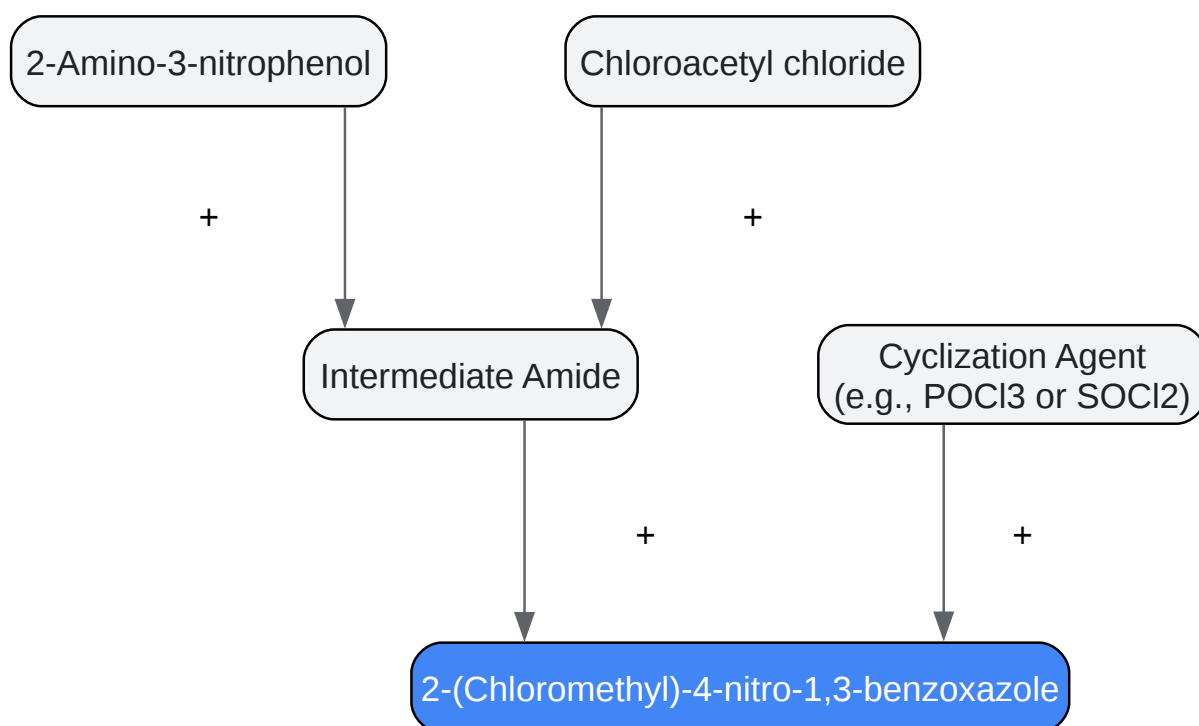 2-Amino-3-nitrophenol
Chloroacetyl chloride
+
+
Intermediate Amide
Cyclization Agent
(e.g., POCl3 or SOCl2)
+
+
2-(Chloromethyl)-4-nitro-1,3-benzoxazole